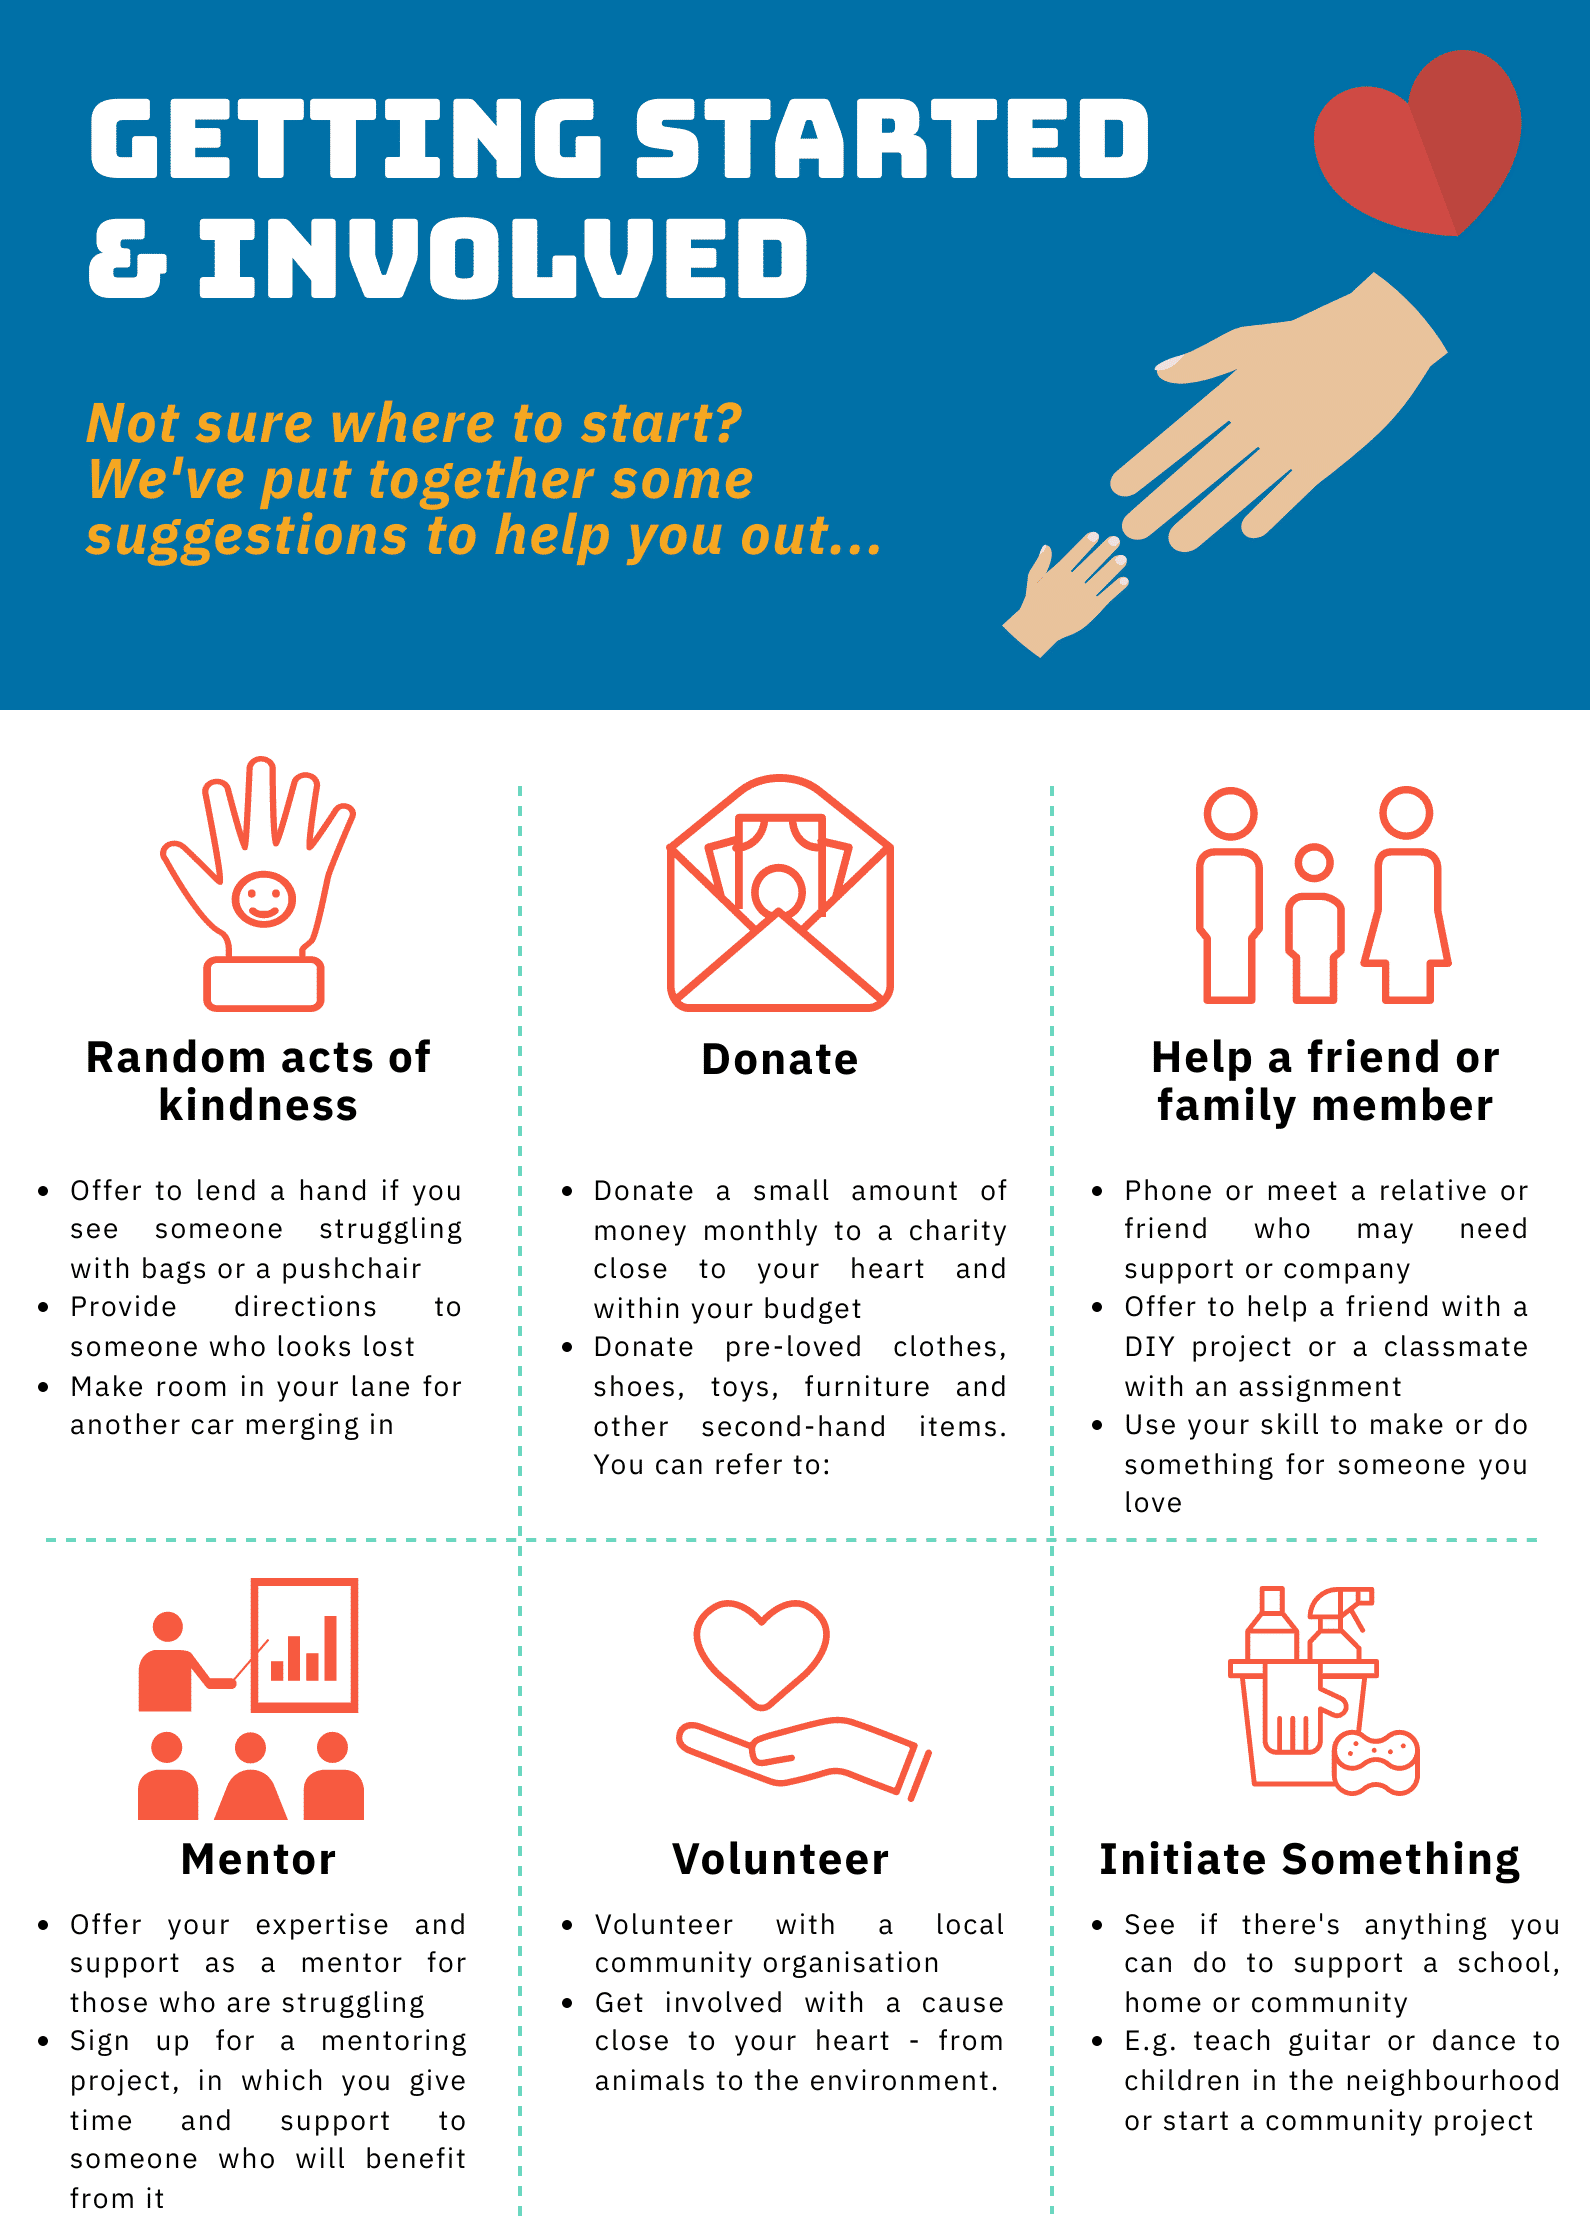 GETTING STARTED
& INVOLVED
Not sure where to start?
We've put together some
suggestions to help you out...
Random acts of
kindness
• Offer to lend a hand if you
see someone struggling
with bags or a pushchair
• Provide directions to
someone who looks lost
• Make room in your lane for
another car merging in
Donate
• Donate a small amount of
money monthly to a charity
close to your heart and
within your budget
• Donate pre-loved clothes,
shoes, toys, furniture and
other second-hand items.
You can refer to:
Help a friend or
family member
• Phone or meet a relative or
friend who may need
support or company
• Offer to help a friend with a
DIY project or a classmate
with an assignment
• Use your skill to make or do
something for someone you
love
Mentor
• Offer your expertise and
support as a mentor for
those who are struggling
• Sign up for a mentoring
project, in which you give
time and support to
someone who will benefit
from it
Volunteer
• Volunteer with a local
community organisation
• Get involved with a cause
close to your heart - from
animals to the environment.
Initiate Something
• See if there's anything you
can do to support a school,
home or community
• E.g. teach guitar or dance to
children in the neighbourhood
or start a community project